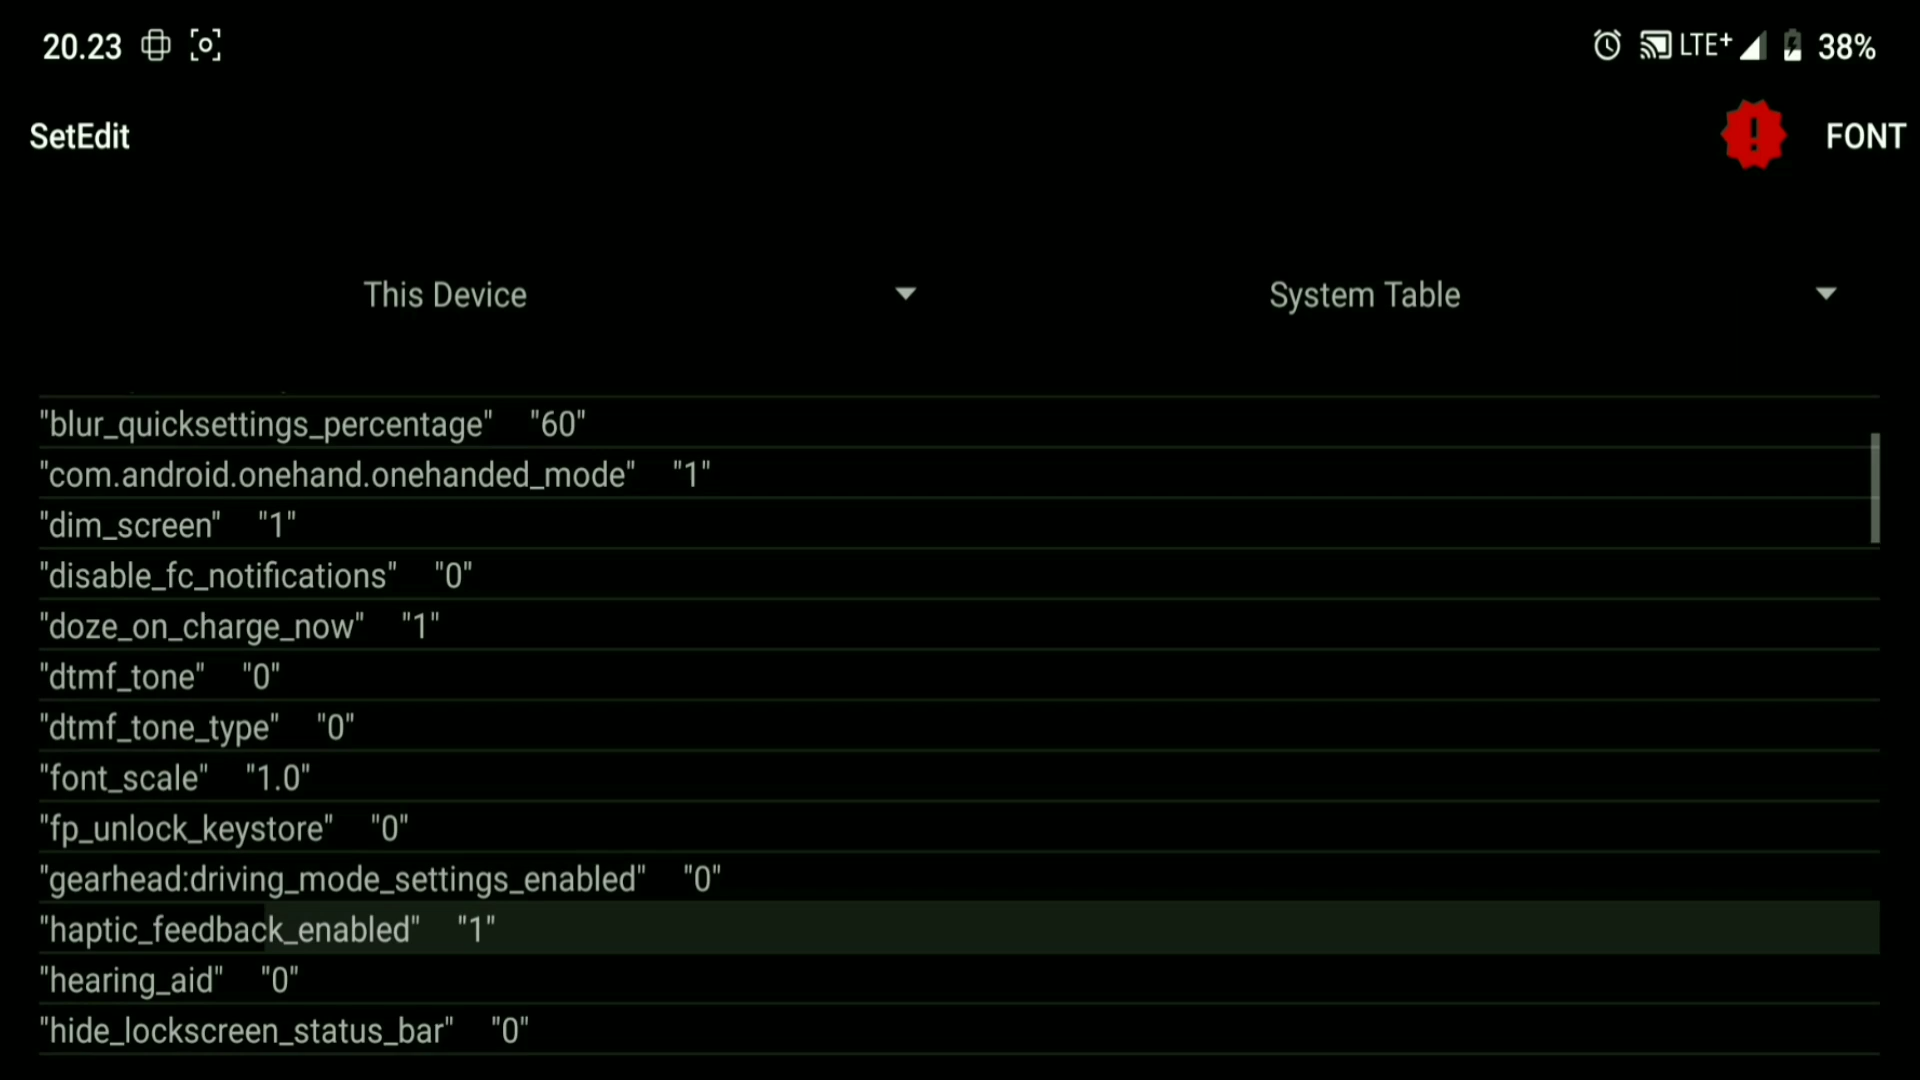 20.23 LTE+ 38%
SetEdit FONT
This Device System Table
"blur_quicksettings_percentage" "60"
"com.android.onehand.onehanded_mode" "1"
"dim_screen" "1"
"disable_fc_notifications" "0"
"doze_on_charge_now" "1"
"dtmf_tone" "0"
"dtmf_tone_type" "0"
"font_scale" "1.0"
"fp_unlock_keystore" "0"
"gearhead:driving_mode_settings_enabled" "0"
"haptic_feedback_enabled" "1"
"hearing_aid" "0"
"hide_lockscreen_status_bar" "0"